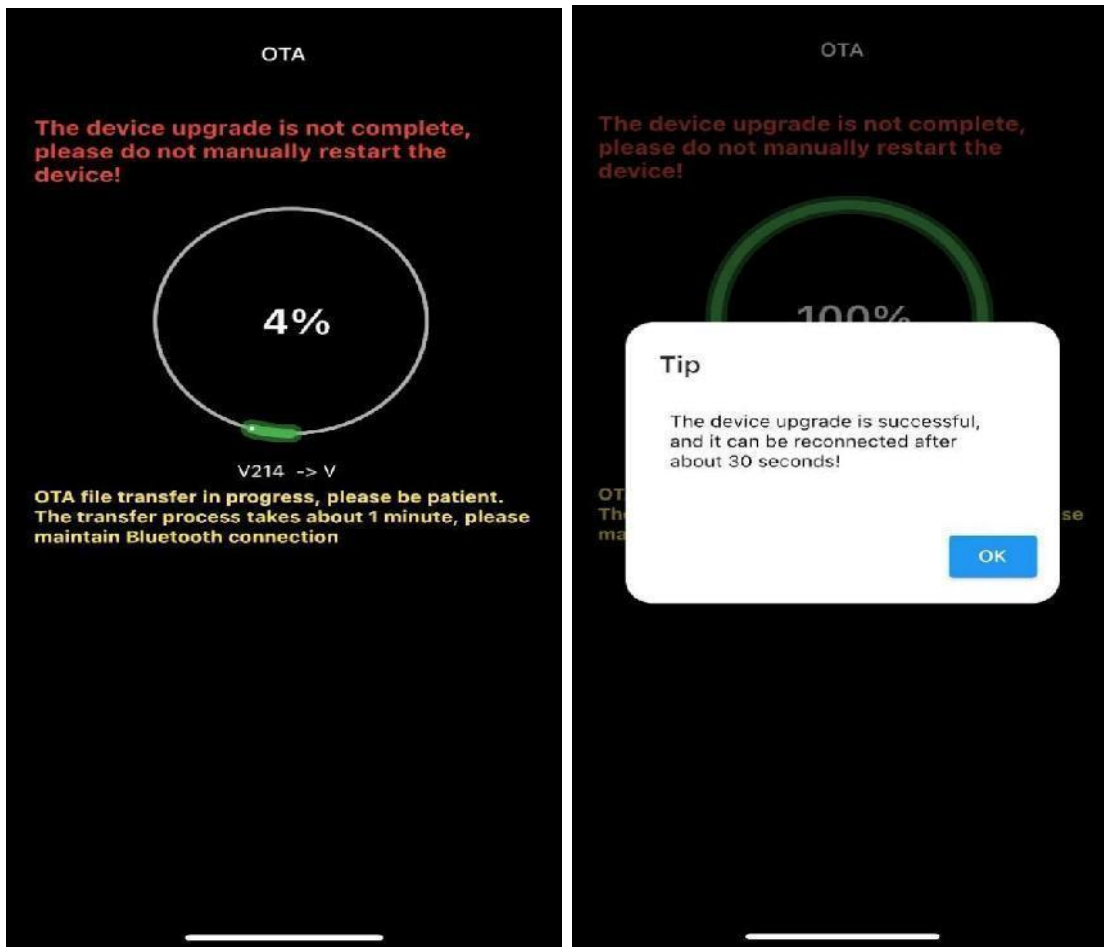 OTA
The device upgrade is not complete,
please do not manually restart the
device!
4%
V214 -> V
OTA file transfer in progress, please be patient.
The transfer process takes about 1 minute, please
maintain Bluetooth connection
OTA
The device upgrade is not complete,
please do not manually restart the
device!
100%
Tip
The device upgrade is successful,
and it can be reconnected after
about 30 seconds!
OK